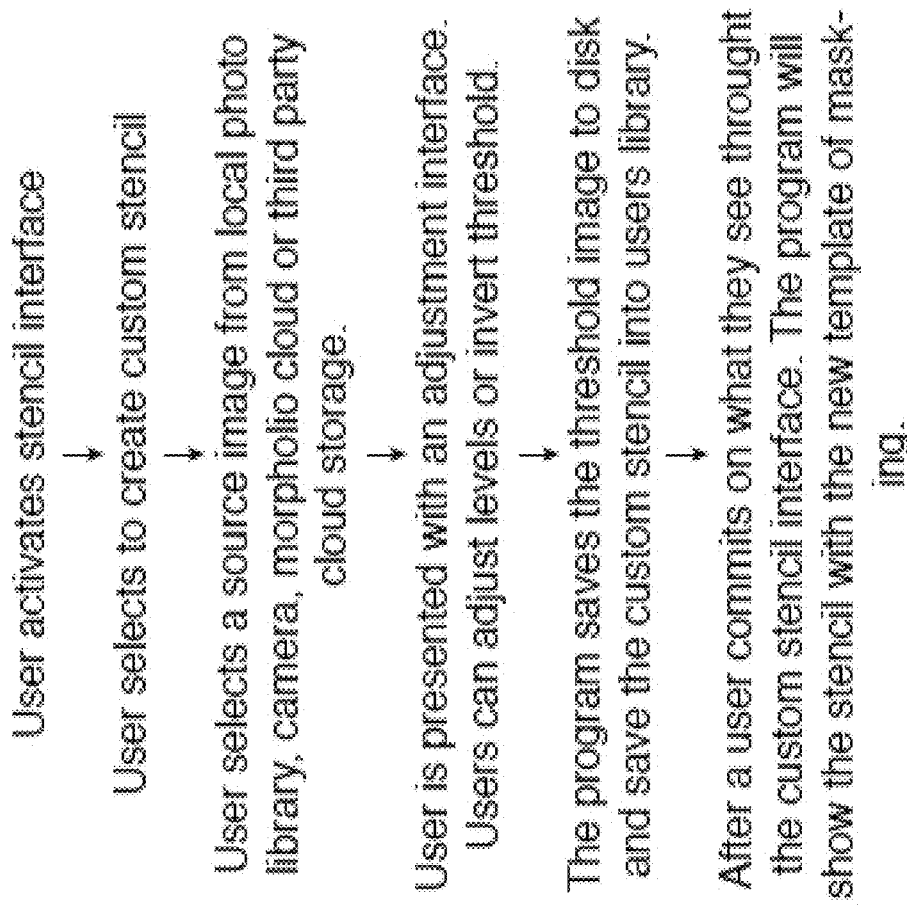 User activates stencil interface
User selects to create custom stencil
User selects a source image from local photo
library, camera, morpholio cloud or third party
cloud storage.
User is presented with an adjustment interface.
Users can adjust levels or invert threshold.
The program saves the threshold image to disk
and save the custom stencil into users library.
After a user commits on what they see throught
the custom stencil interface. The program will
show the stencil with the new template of mask-
ing.